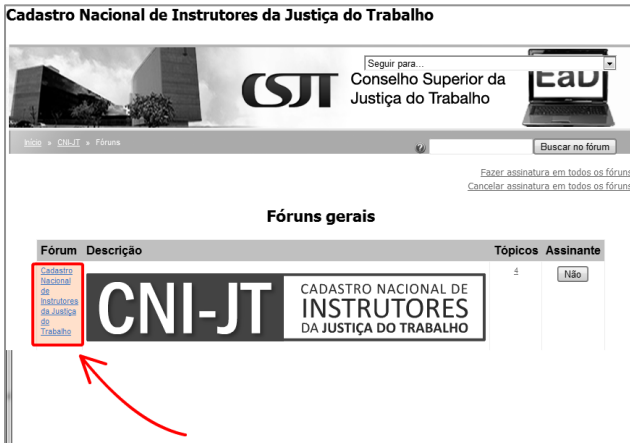 Cadastro Nacional de Instrutores da Justiça do Trabalho
Seguir para...
CSJT
Conselho Superior da
Justiça do Trabalho
EaD
Início » CNI-JT » Fóruns
Buscar no fórum
Fazer assinatura em todos os fóruns
Cancelar assinatura em todos os fóruns
Fóruns gerais
Fórum Descrição Tópicos Assinante
Cadastro
Nacional
de
Instrutores
da Justiça
do
Trabalho
CNI-JT
CADASTRO NACIONAL DE
INSTRUTORES
DA JUSTIÇA DO TRABALHO
4
Não